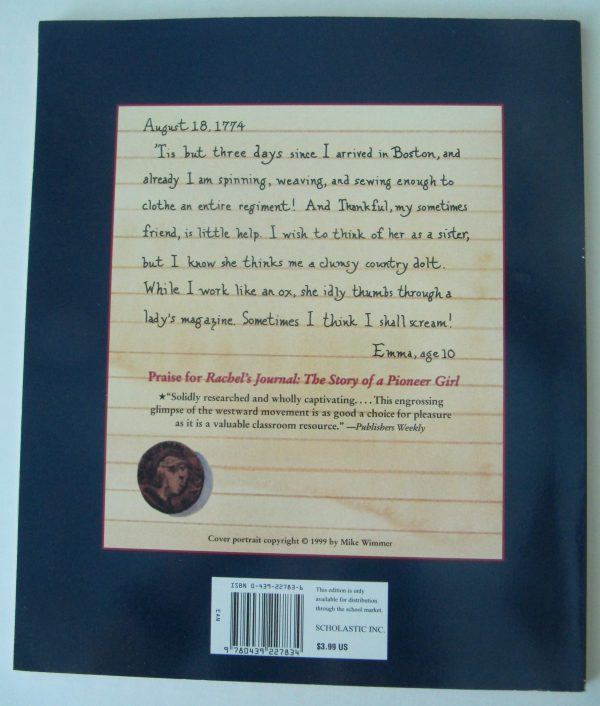 August 18, 1774
'Tis but three days since I arrived in Boston, and
already I am spinning, weaving, and sewing enough to
clothe an entire regiment! And Thankful, my sometimes
friend, is little help. I wish to think of her as a sister,
but I know she thinks me a clumsy country dolt.
While I work like an ox, she idly thumbs through a
lady's magazine. Sometimes I think I shall scream!
Emma, age 10
Praise for Rachel's Journal: The Story of a Pioneer Girl
★“Solidly researched and wholly captivating. . . . This engrossing
glimpse of the westward movement is as good a choice for pleasure
as it is a valuable classroom resource.” —Publishers Weekly
Cover portrait copyright © 1999 by Mike Wimmer
ISBN 0-439-22783-6
EAN
9 780439 227834
This edition is only
available for distribution
through the school market.
SCHOLASTIC INC.
$3.99 US